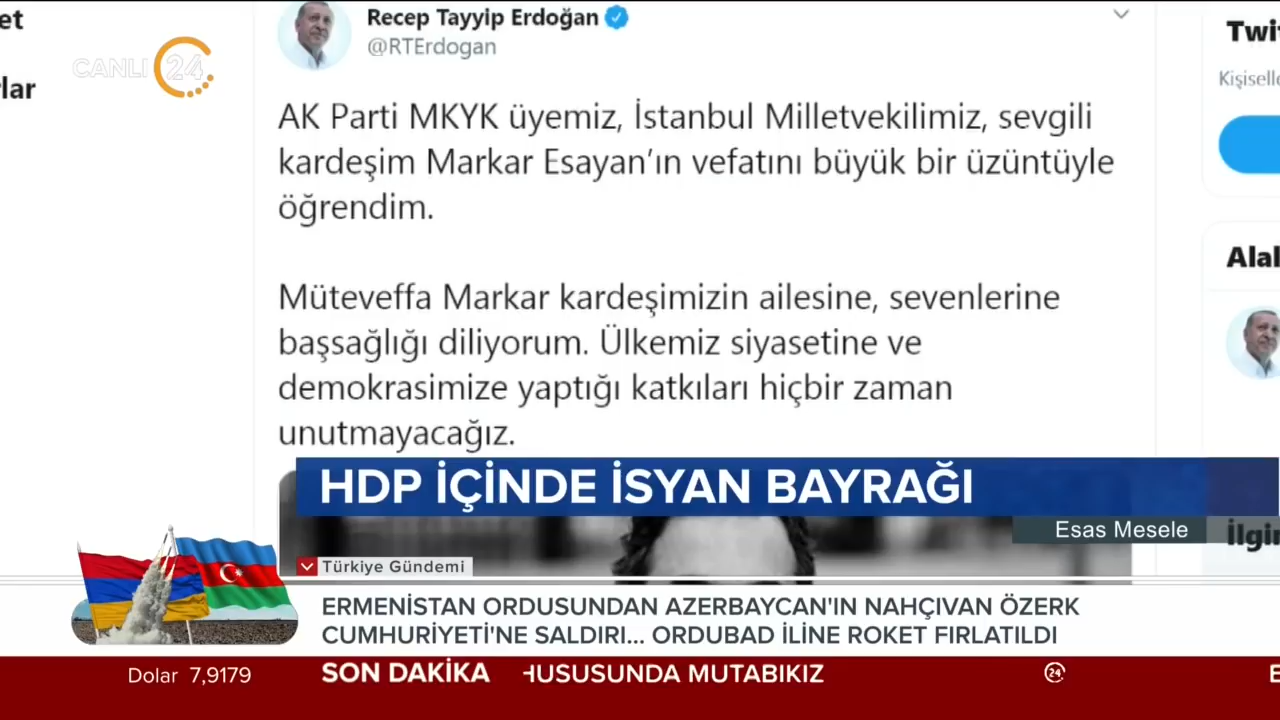 et
lar
CANLI 24
Recep Tayyip Erdoğan
@RTErdogan
AK Parti MKYK üyemiz, İstanbul Milletvekilimiz, sevgili
kardeşim Markar Esayan'ın vefatını büyük bir üzüntüyle
öğrendim.
Müteveffa Markar kardeşimizin ailesine, sevenlerine
başsağlığı diliyorum. Ülkemiz siyasetine ve
demokrasimize yaptığı katkıları hiçbir zaman
unutmayacağız.
Twit
Kişiselle
Alal
İlgin
HDP İÇİNDE İSYAN BAYRAĞI
Esas Mesele
Türkiye Gündemi
ERMENİSTAN ORDUSUNDAN AZERBAYCAN'IN NAHÇIVAN ÖZERK
CUMHURİYETİ'NE SALDIRI... ORDUBAD İLİNE ROKET FIRLATILDI
Dolar 7,9179
SON DAKİKA
HUSUSUNDA MUTABIKIZ
24
E